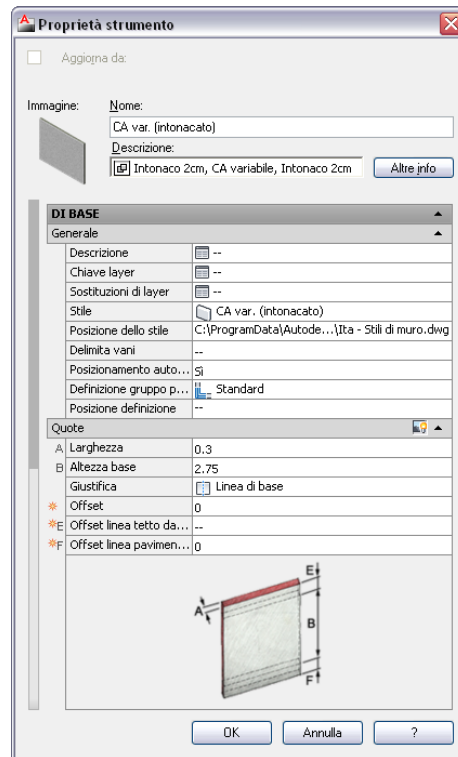 Proprietà strumento
Aggiorna da:
Immagine:
Nome:
CA var. (intonacato)
Descrizione:
Intonaco 2cm, CA variabile, Intonaco 2cm
Altre info
DI BASE
Generale
Descrizione --
Chiave layer --
Sostituzioni di layer --
Stile CA var. (intonacato)
Posizione dello stile C:\ProgramData\Autode...\Ita - Stili di muro.dwg
Delimita vani --
Posizionamento auto... Sì
Definizione gruppo p... Standard
Posizione definizione --
Quote
A Larghezza 0.3
B Altezza base 2.75
Giustifica Linea di base
Offset 0
E Offset linea tetto da... --
F Offset linea pavimen... 0
E
A
B
F
OK
Annulla
?